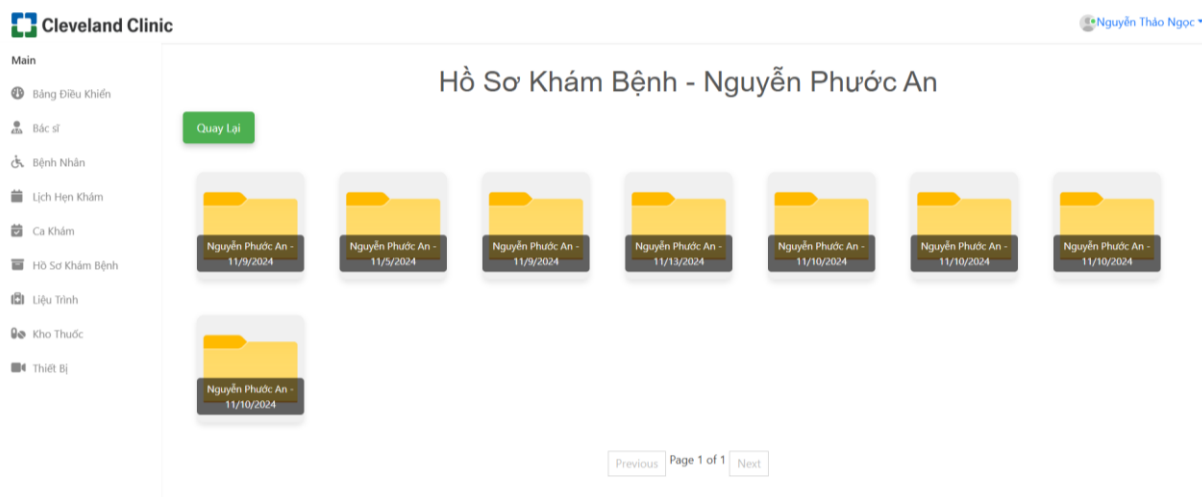 Cleveland Clinic
Nguyễn Thảo Ngọc
Main
Bảng Điều Khiển
Bác sĩ
Bệnh Nhân
Lịch Hẹn Khám
Ca Khám
Hồ Sơ Khám Bệnh
Liệu Trình
Kho Thuốc
Thiết Bị
Hồ Sơ Khám Bệnh - Nguyễn Phước An
Quay Lại
Nguyễn Phước An -
11/9/2024
Nguyễn Phước An -
11/5/2024
Nguyễn Phước An -
11/9/2024
Nguyễn Phước An -
11/13/2024
Nguyễn Phước An -
11/10/2024
Nguyễn Phước An -
11/10/2024
Nguyễn Phước An -
11/10/2024
Nguyễn Phước An -
11/10/2024
Previous Page 1 of 1 Next